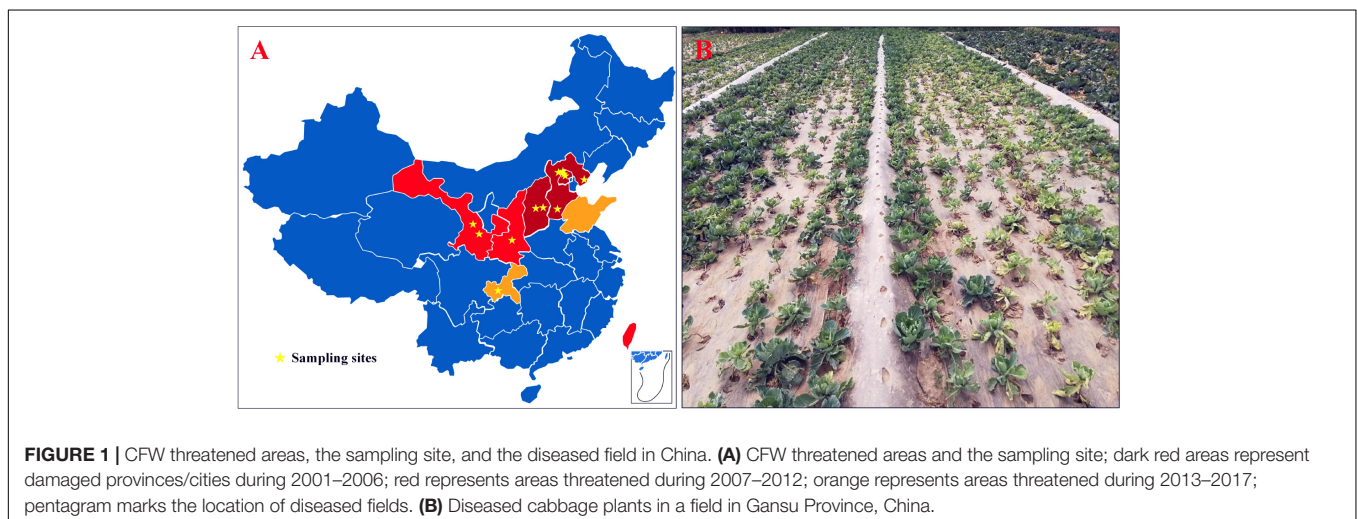 A
B
Sampling sites
FIGURE 1 | CFW threatened areas, the sampling site, and the diseased field in China. (A) CFW threatened areas and the sampling site; dark red areas represent
damaged provinces/cities during 2001–2006; red represents areas threatened during 2007–2012; orange represents areas threatened during 2013–2017;
pentagram marks the location of diseased fields. (B) Diseased cabbage plants in a field in Gansu Province, China.